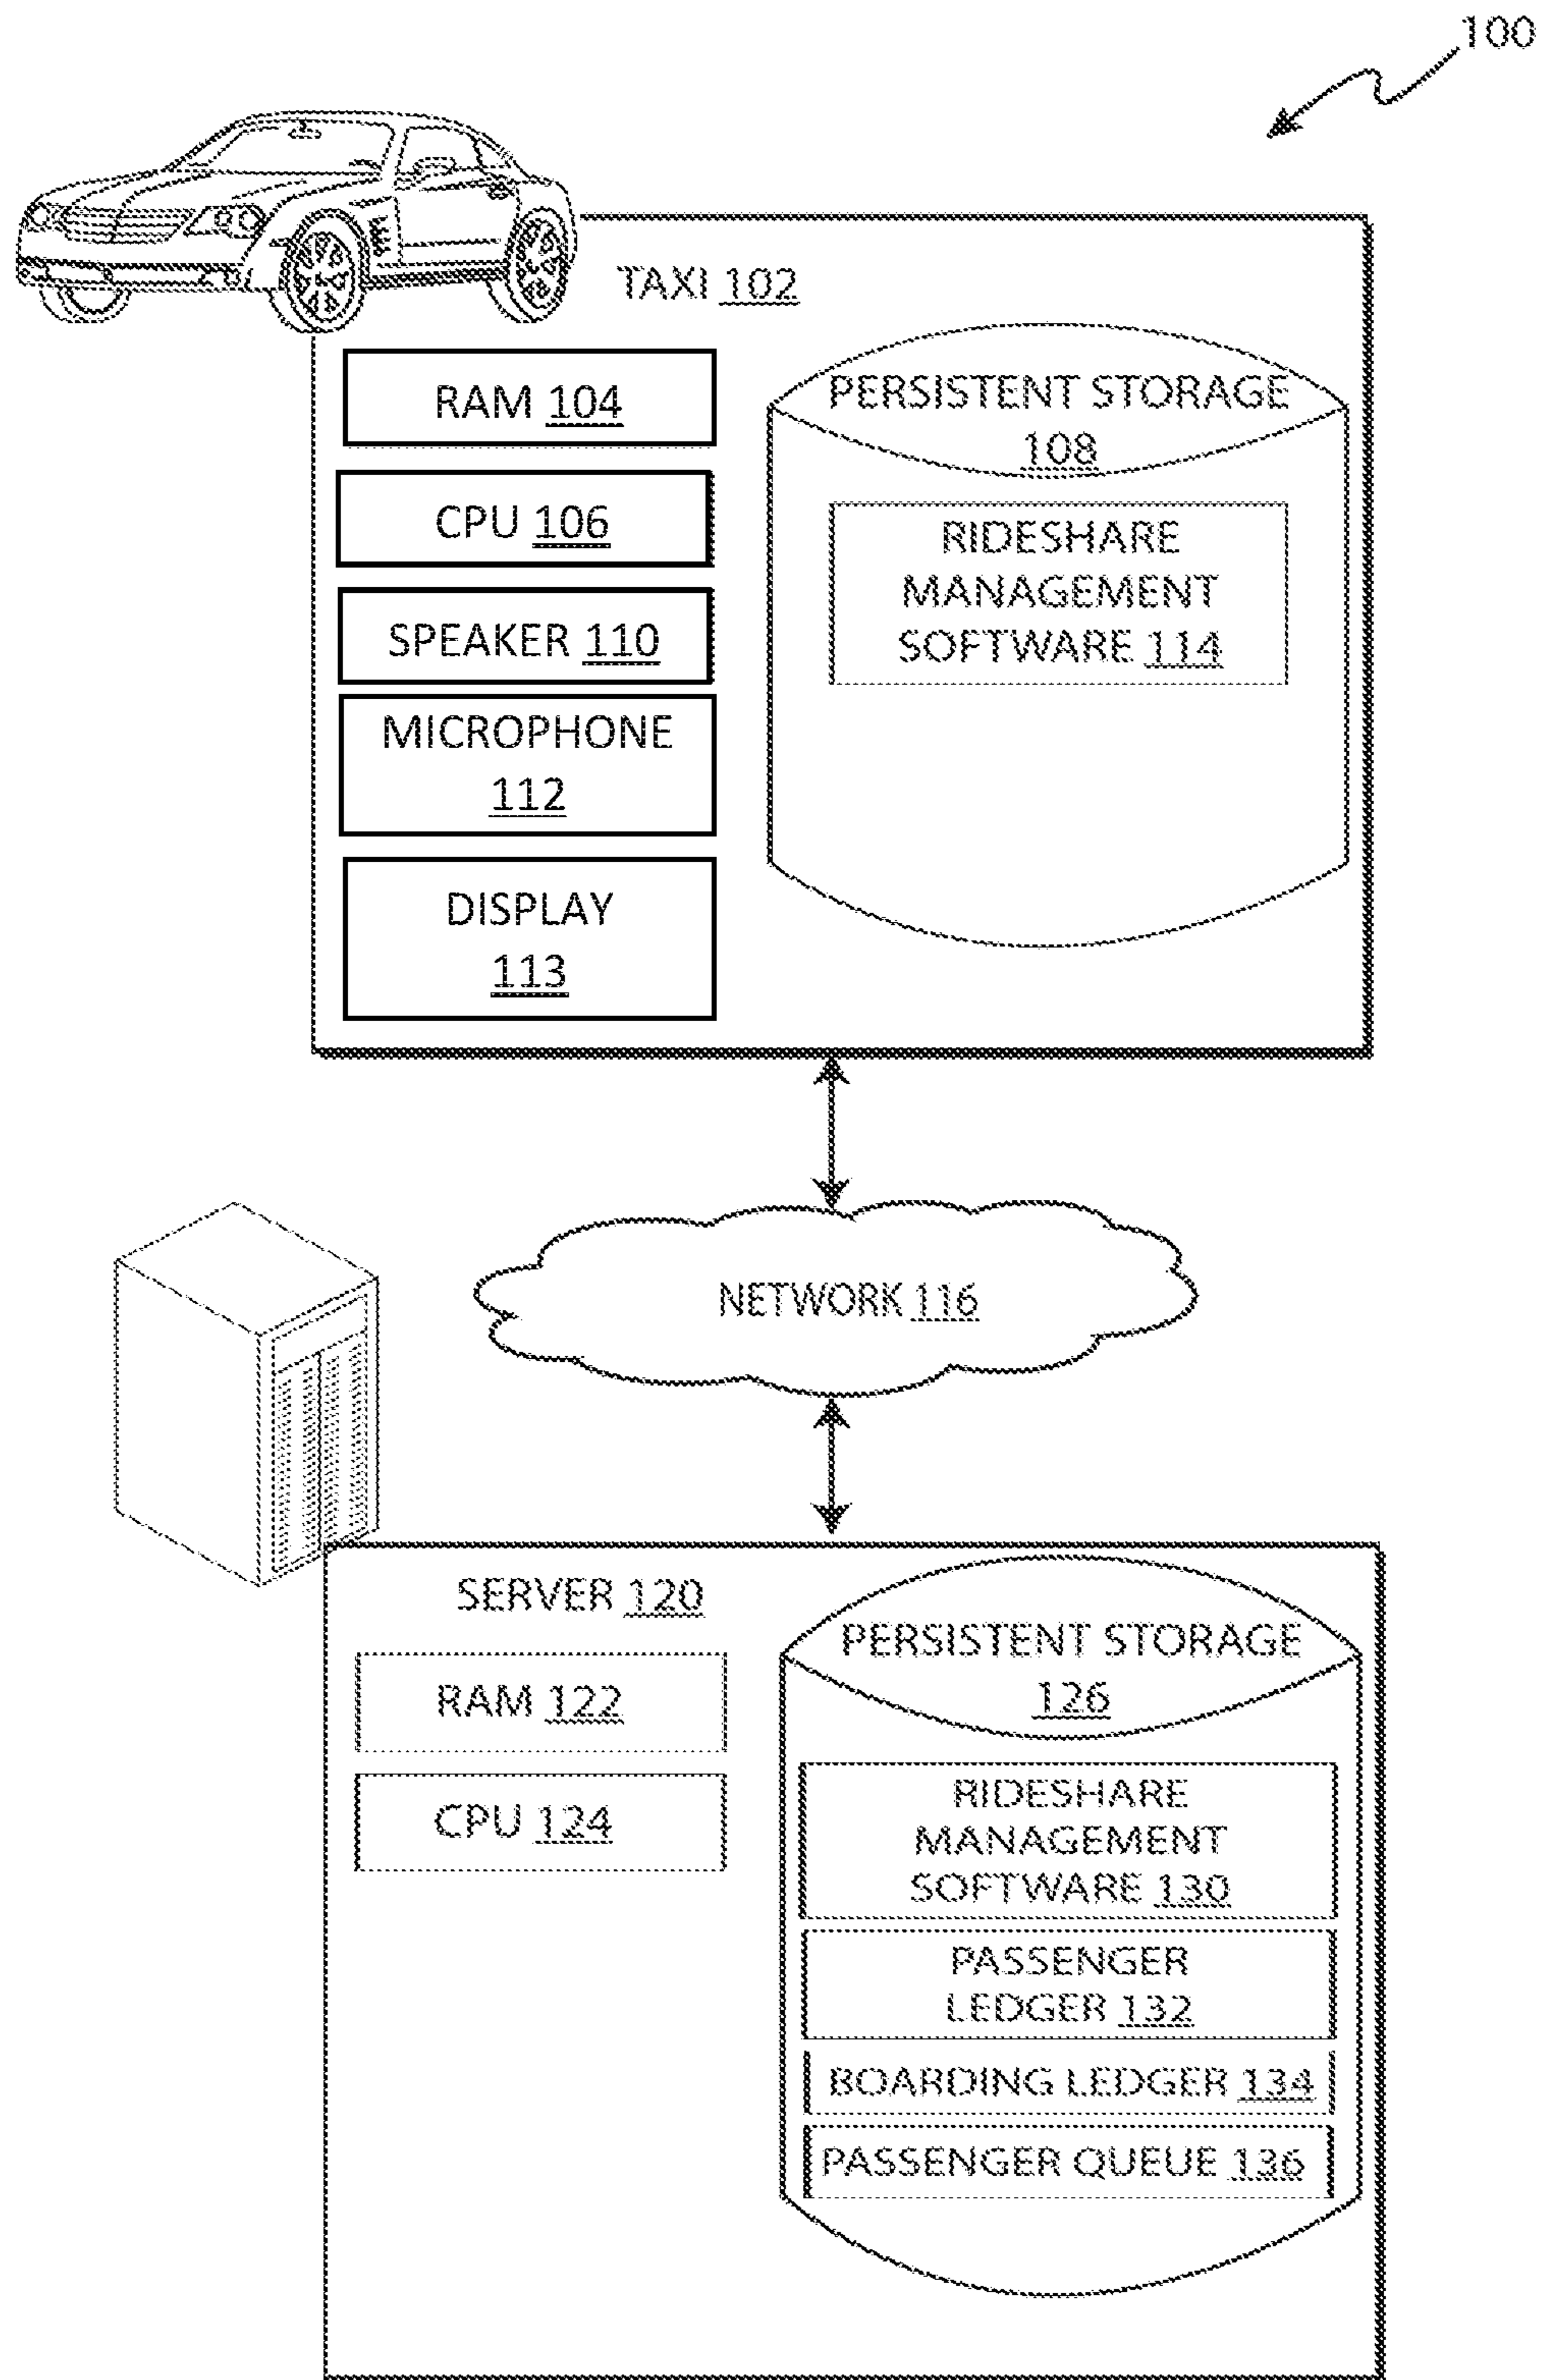 100
TAXI 102
RAM 104
CPU 106
SPEAKER 110
MICROPHONE
112
DISPLAY
113
PERSISTENT STORAGE
108
RIDESHARE
MANAGEMENT
SOFTWARE 114
NETWORK 116
SERVER 120
RAM 122
CPU 124
PERSISTENT STORAGE
126
RIDESHARE
MANAGEMENT
SOFTWARE 130
PASSENGER
LEDGER 132
BOARDING LEDGER 134
PASSENGER QUEUE 136